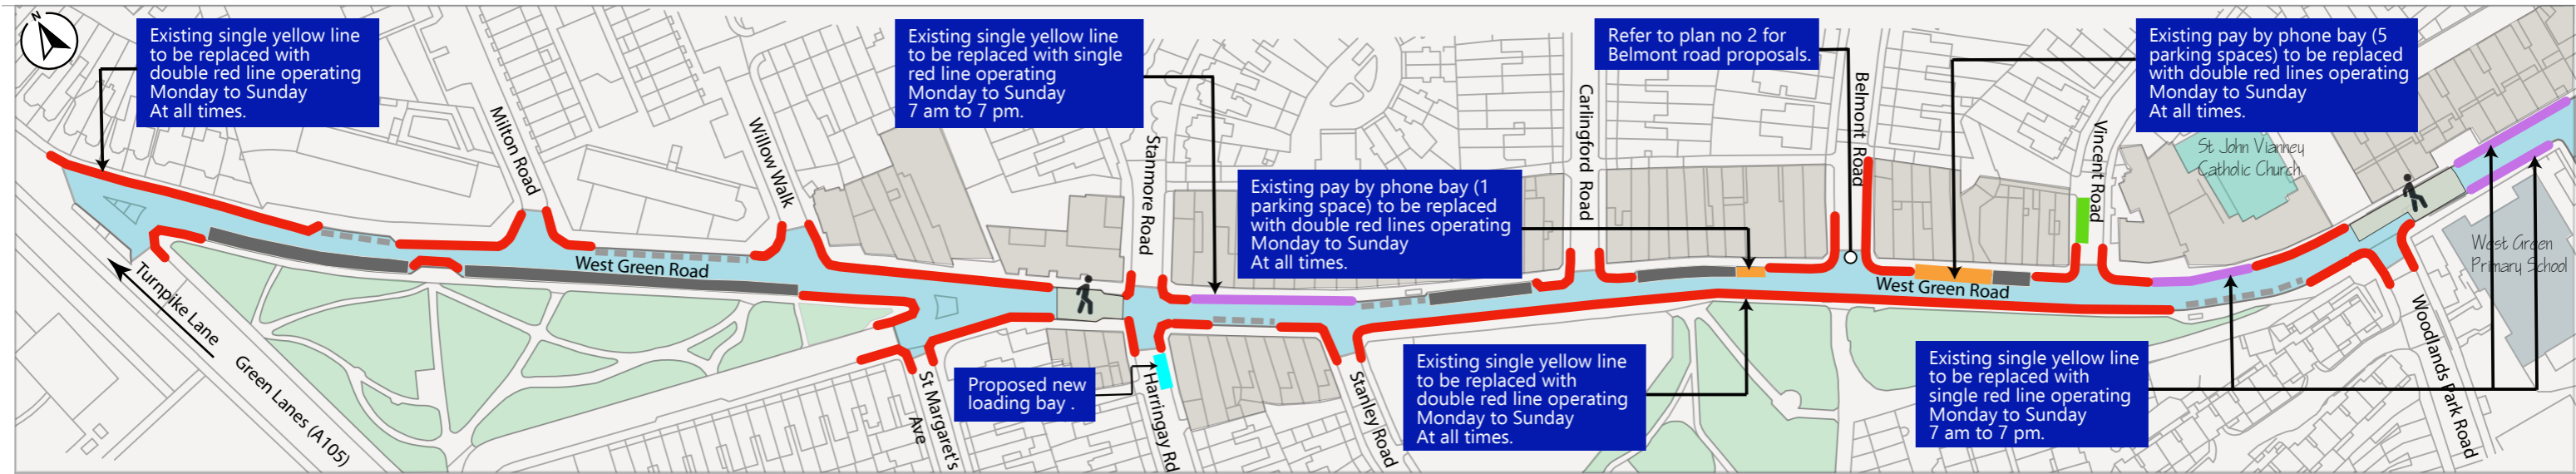 N
Existing single yellow line
to be replaced with
double red line operating
Monday to Sunday
At all times.
Existing single yellow line
to be replaced with single
red line operating
Monday to Sunday
7 am to 7 pm.
Refer to plan no 2 for
Belmont road proposals.
Existing pay by phone bay (5
parking spaces) to be replaced
with double red lines operating
Monday to Sunday
At all times.
Milton Road
Willow Walk
Stanmore Road
Carlingford Road
Belmont Road
Vincent Road
St John Vianney
Catholic Church
Existing pay by phone bay (1
parking space) to be replaced
with double red lines operating
Monday to Sunday
At all times.
West Green Road
West Green Road
West Green
Primary School
Turnpike Lane
Green Lanes (A105)
St Margaret's
Ave
Proposed new
loading bay .
Harringay Rd
Stanley Road
Existing single yellow line
to be replaced with
double red line operating
Monday to Sunday
At all times.
Existing single yellow line
to be replaced with
single red line operating
Monday to Sunday
7 am to 7 pm.
Woodlands Park Road